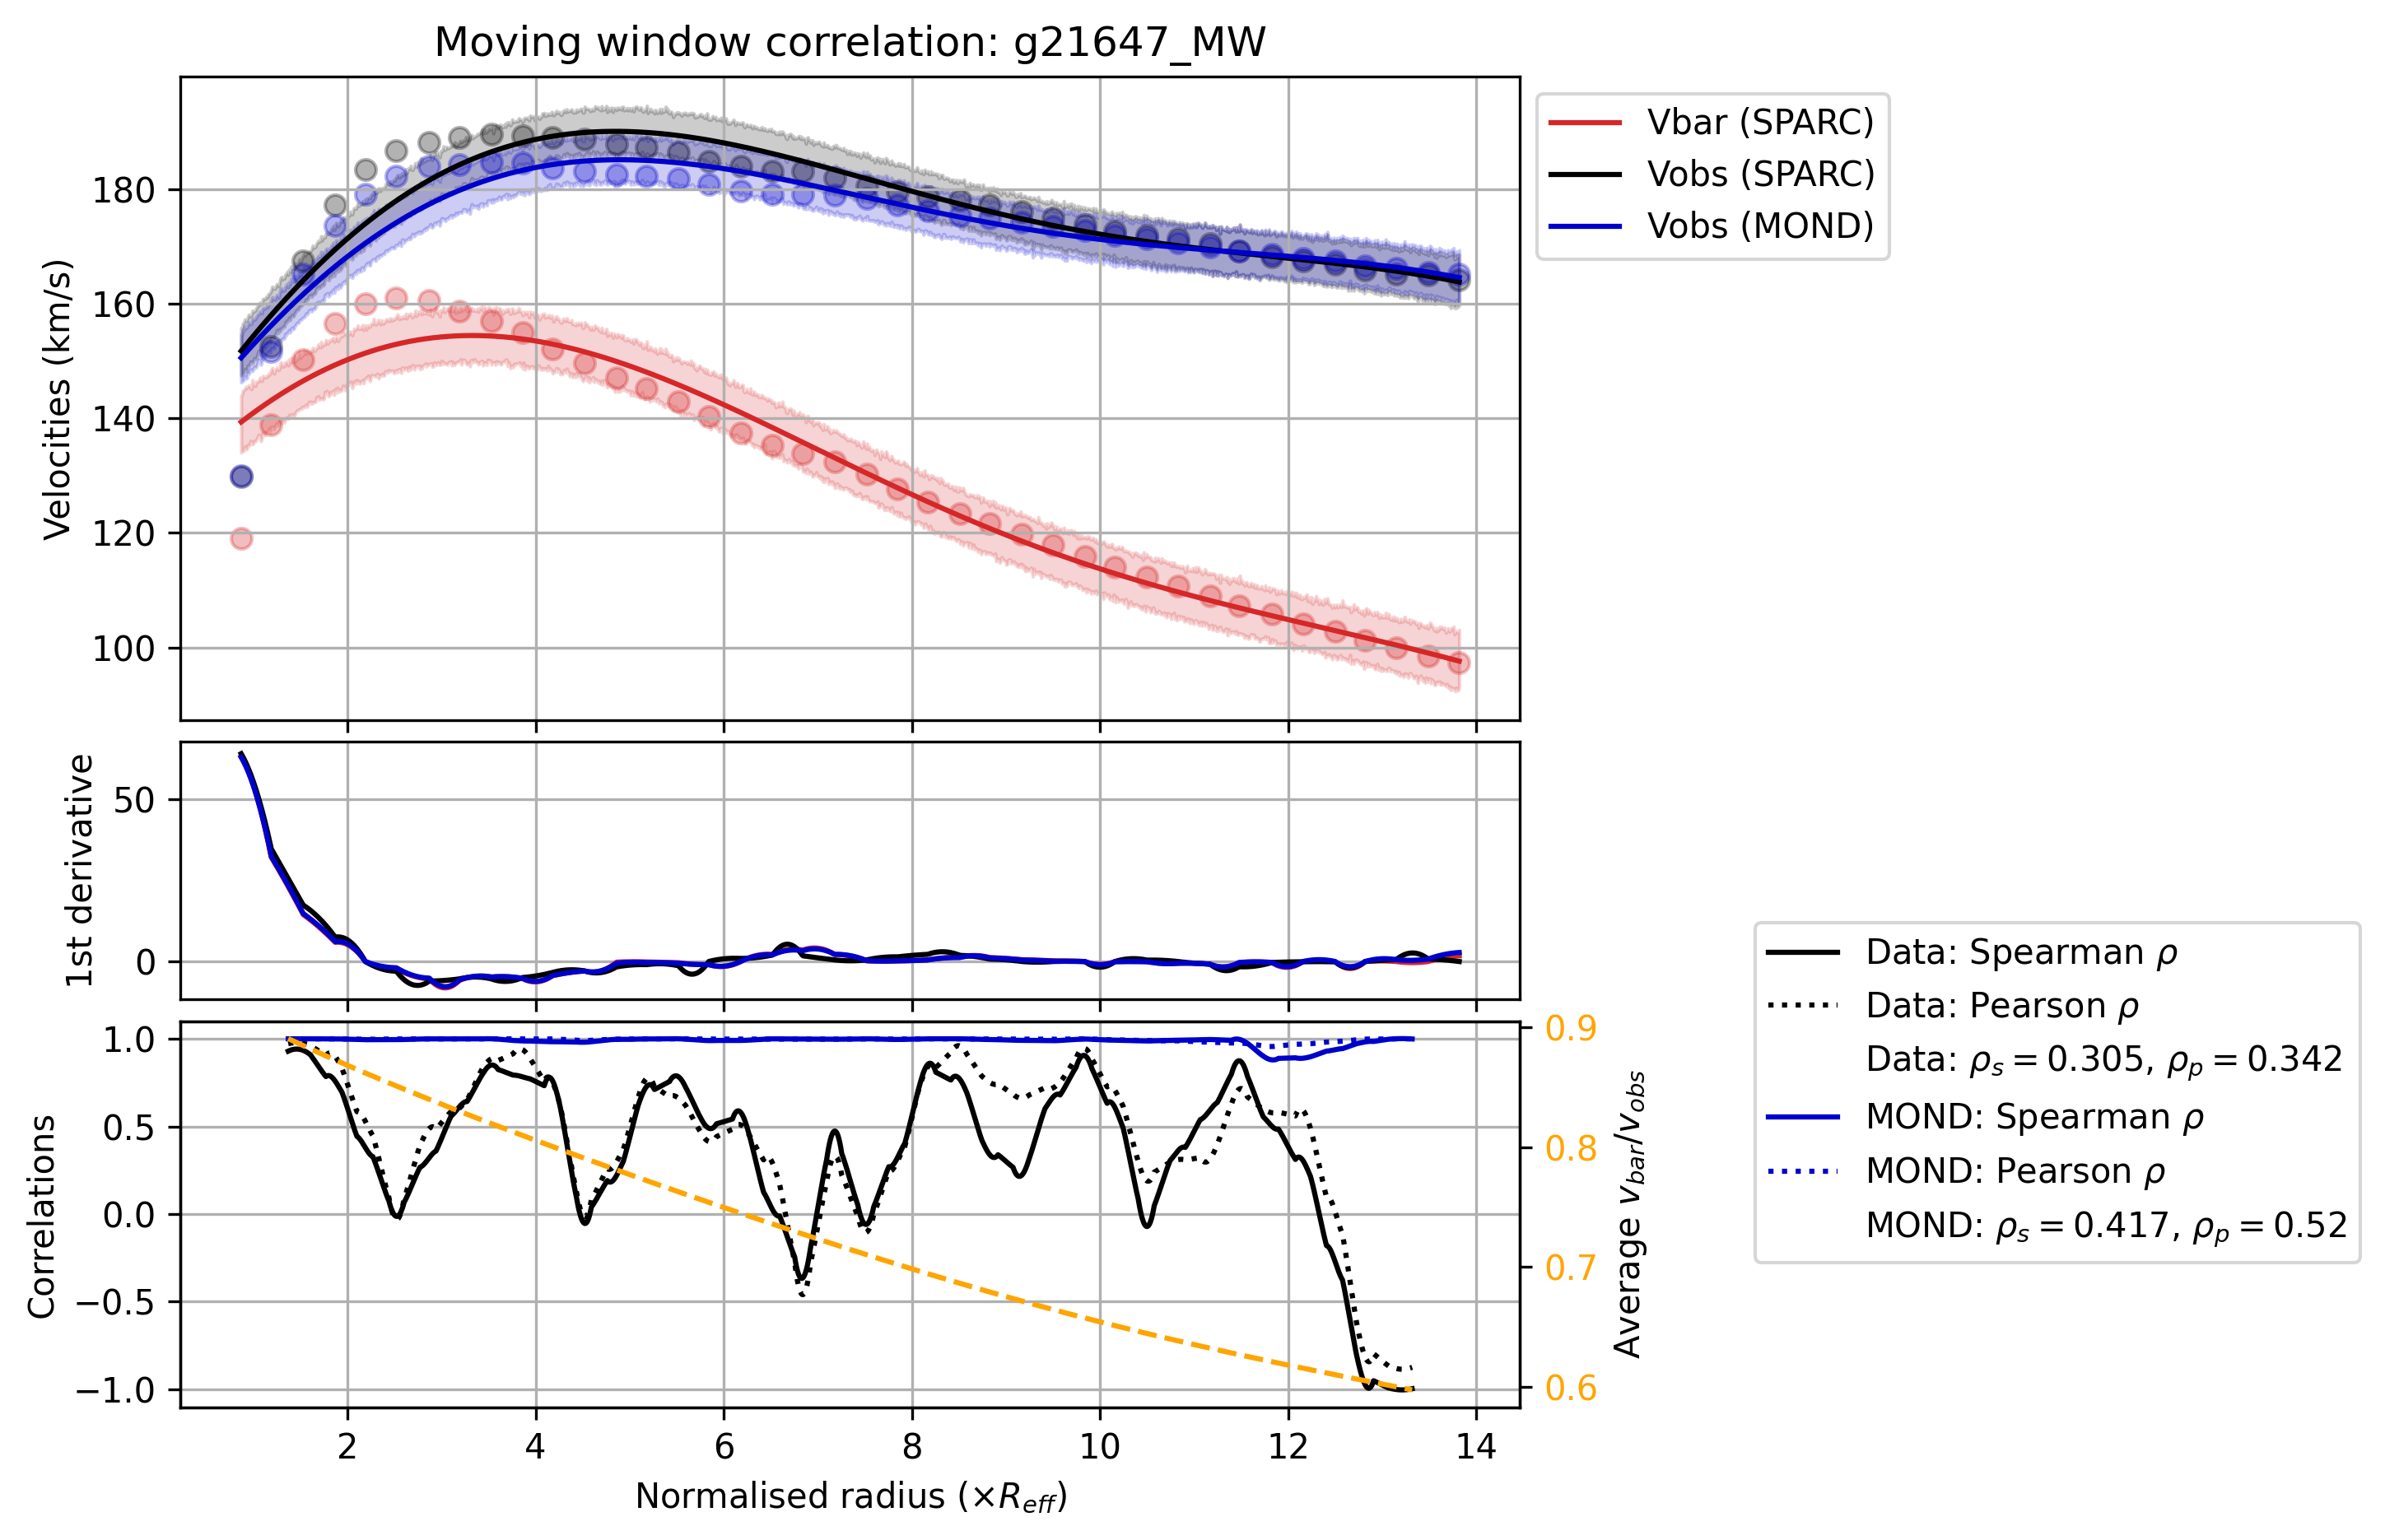 Moving window correlation: g21647_MW
Velocities (km/s)
180
160
140
120
100
Vbar (SPARC)
Vobs (SPARC)
Vobs (MOND)
1st derivative
50
0
Correlations
1.0
0.5
0.0
−0.5
−1.0
0.9
0.8
0.7
0.6
Average v_bar/v_obs
Data: Spearman ρ
Data: Pearson ρ
Data: ρ_s = 0.305, ρ_p = 0.342
MOND: Spearman ρ
MOND: Pearson ρ
MOND: ρ_s = 0.417, ρ_p = 0.52
2 4 6 8 10 12 14
Normalised radius (×R_eff)